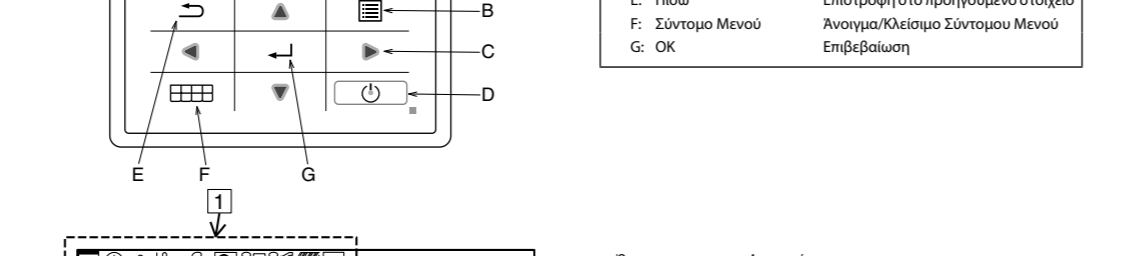 B
C
D
E F G
1
E: Πίσω Επιστροφή στο προηγούμενο στοιχείο
F: Σύντομο Μενού Άνοιγμα/Κλείσιμο Σύντομου Μενού
G: OK Επιβεβαίωση